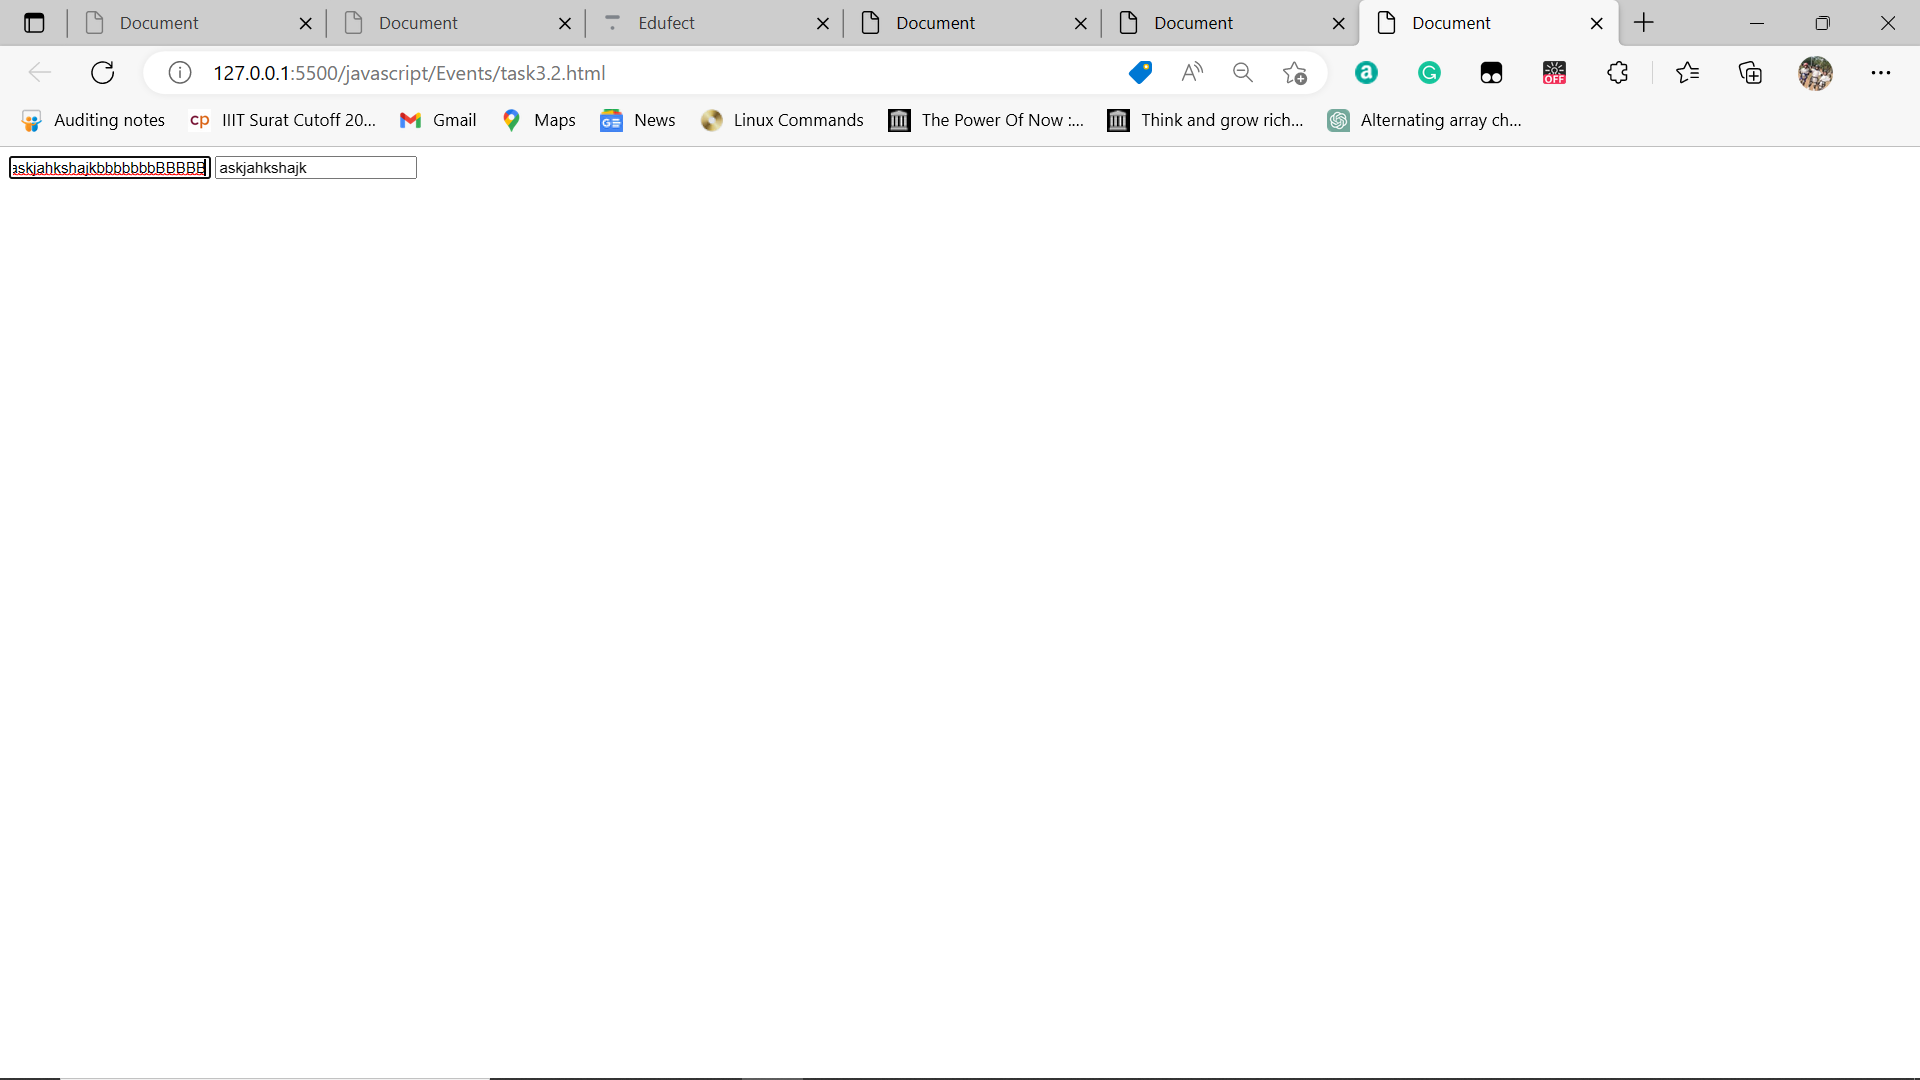 Document Document Edufect Document Document Document
127.0.0.1:5500/javascript/Events/task3.2.html
Auditing notes IIIT Surat Cutoff 20... Gmail Maps News Linux Commands The Power Of Now :... Think and grow rich... Alternating array ch...
askjahkshajkbbbbbbbBBBBB askjahkshajk